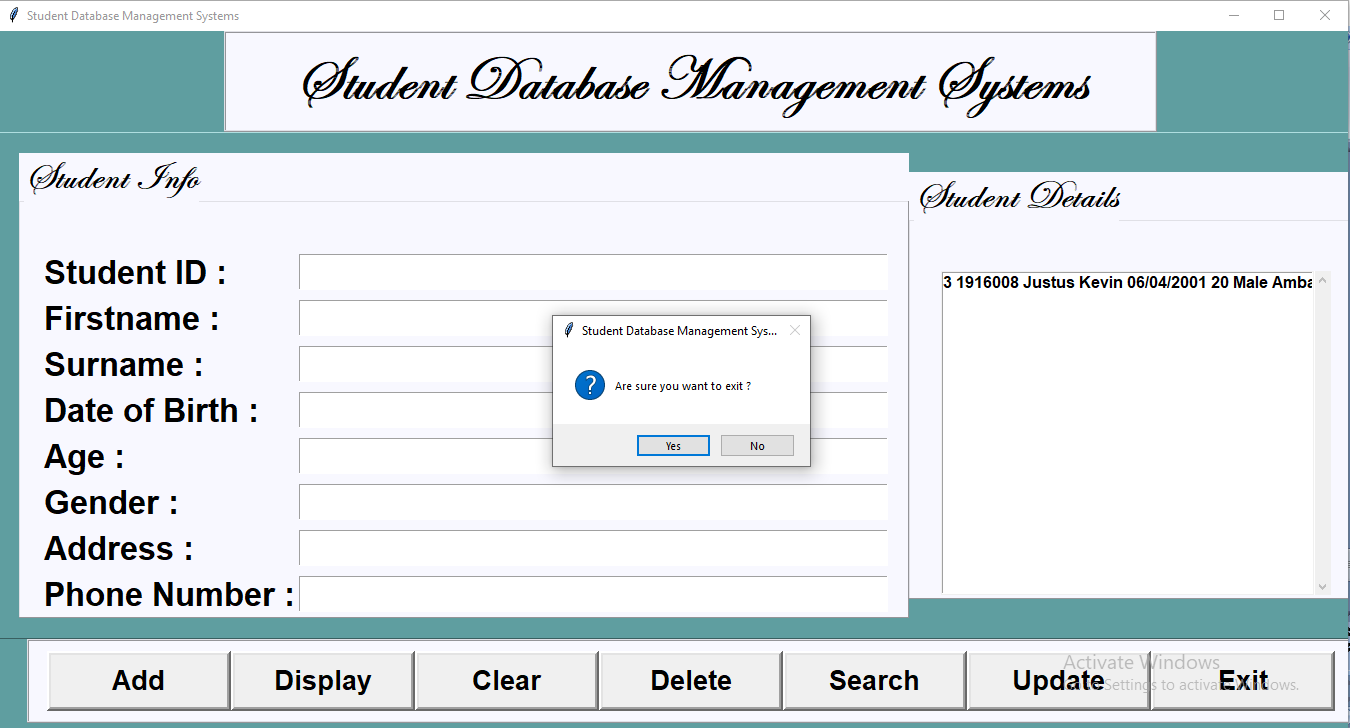 Student Database Management Systems
Student Database Management Systems
Student Info
Student ID :
Firstname :
Surname :
Date of Birth :
Age :
Gender :
Address :
Phone Number :
Student Details
3 1916008 Justus Kevin 06/04/2001 20 Male Amba
Student Database Management Sys...
Are sure you want to exit ?
Yes No
Add Display Clear Delete Search Update Exit
Activate Windows
Go to Settings to activate Windows.